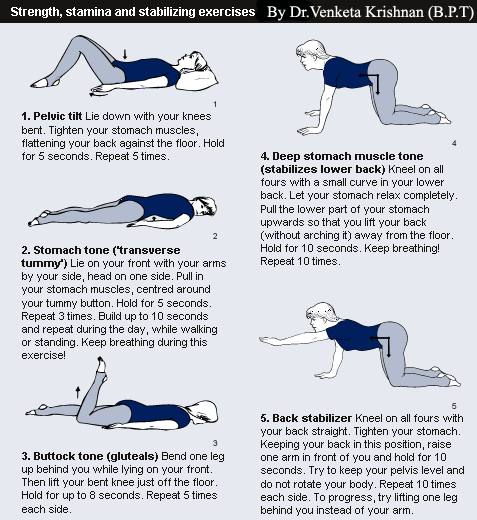 Strength, stamina and stabilizing exercises By Dr.Venketa Krishnan (B.P.T)
1
1. Pelvic tilt Lie down with your knees
bent. Tighten your stomach muscles,
flattening your back against the floor. Hold
for 5 seconds. Repeat 5 times.
2
2. Stomach tone ('transverse
tummy') Lie on your front with your arms
by your side, head on one side. Pull in
your stomach muscles, centred around
your tummy button. Hold for 5 seconds.
Repeat 3 times. Build up to 10 seconds
and repeat during the day, while walking
or standing. Keep breathing during this
exercise!
3
3. Buttock tone (gluteals) Bend one leg
up behind you while lying on your front.
Then lift your bent knee just off the floor.
Hold for up to 8 seconds. Repeat 5 times
each side.
4
4. Deep stomach muscle tone
(stabilizes lower back) Kneel on all
fours with a small curve in your lower
back. Let your stomach relax completely.
Pull the lower part of your stomach
upwards so that you lift your back
(without arching it) away from the floor.
Hold for 10 seconds. Keep breathing!
Repeat 10 times.
5
5. Back stabilizer Kneel on all fours with
your back straight. Tighten your stomach.
Keeping your back in this position, raise
one arm in front of you and hold for 10
seconds. Try to keep your pelvis level and
do not rotate your body. Repeat 10 times
each side. To progress, try lifting one leg
behind you instead of your arm.